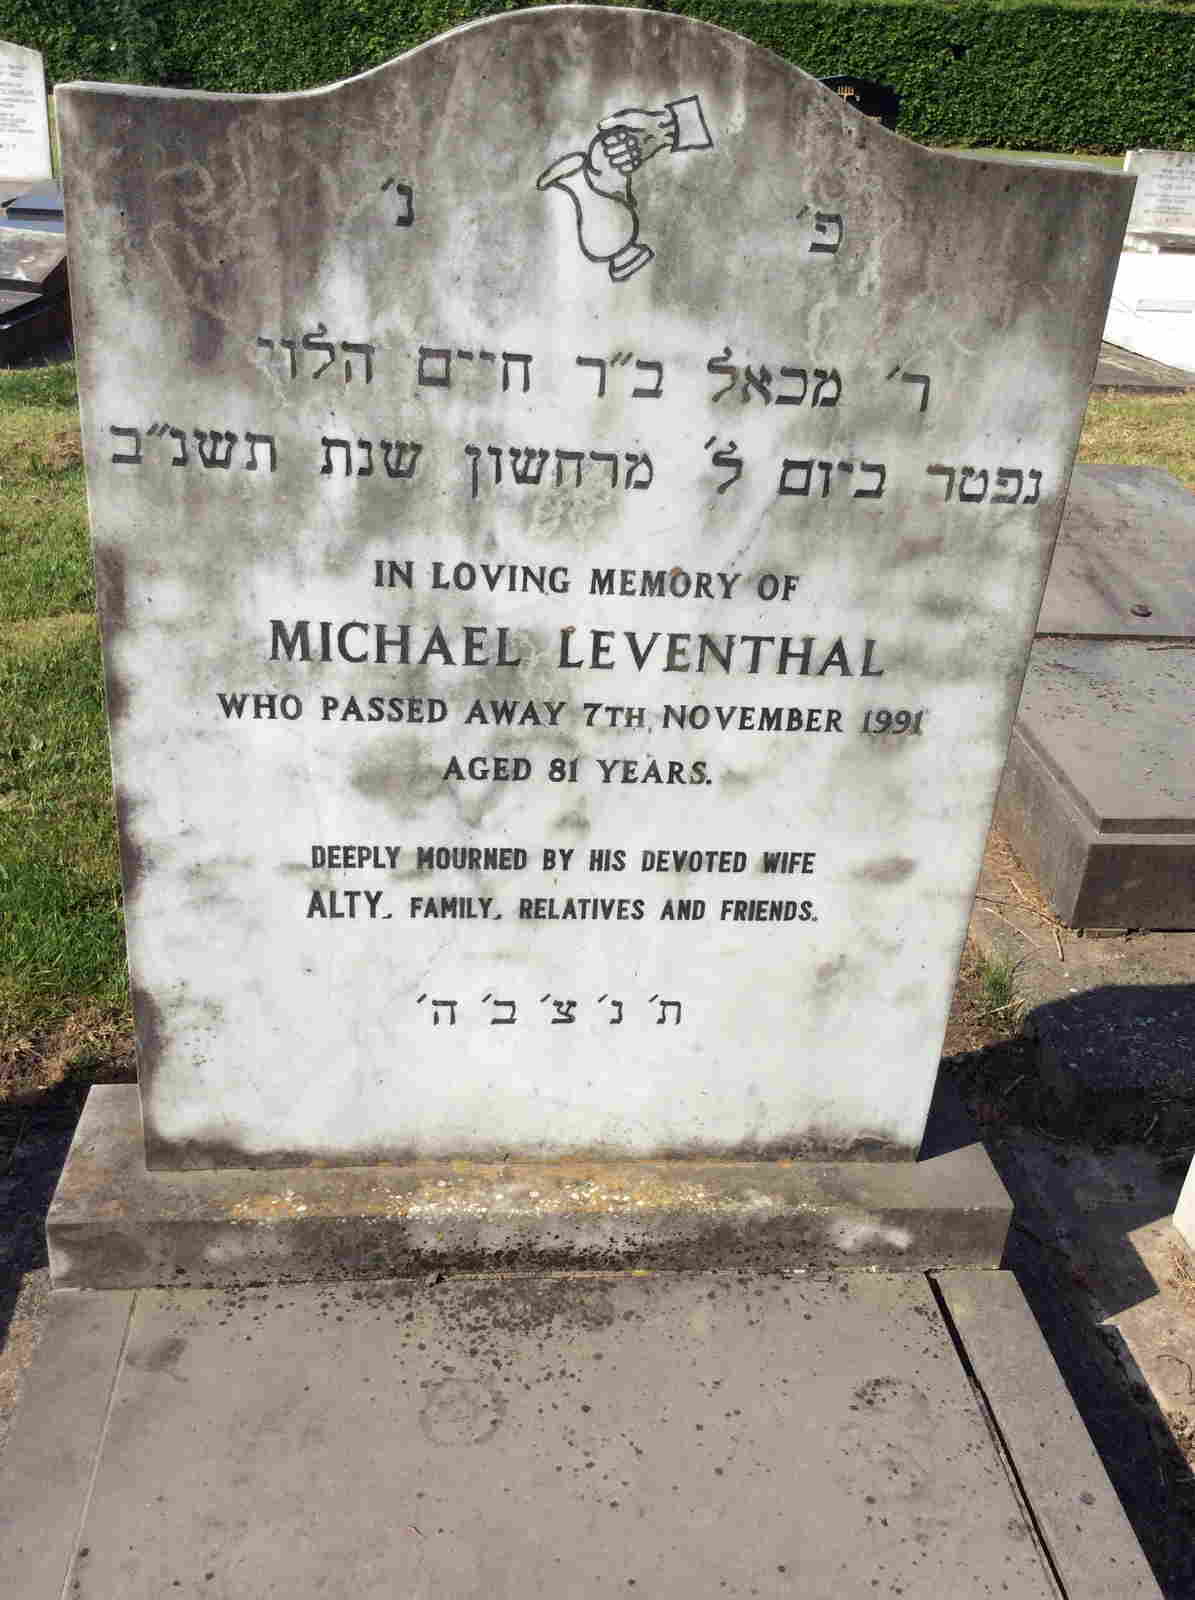 פ׳ נ׳
ר׳ מכאל ב״ר חיים הלוי
נפטר ביום ל׳ מרחשון שנת תשנ״ב
IN LOVING MEMORY OF
MICHAEL LEVENTHAL
WHO PASSED AWAY 7TH NOVEMBER 1991
AGED 81 YEARS.
DEEPLY MOURNED BY HIS DEVOTED WIFE
ALTY, FAMILY, RELATIVES AND FRIENDS.
ת׳ נ׳ צ׳ ב׳ ה׳